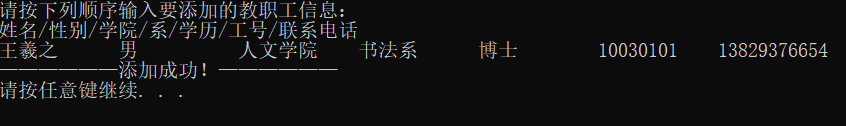 请按下列顺序输入要添加的教职工信息:
姓名/性别/学院/系/学历/工号/联系电话
王羲之 男 人文学院 书法系 博士 10030101 13829376654
——————添加成功！——————
请按任意键继续. . .